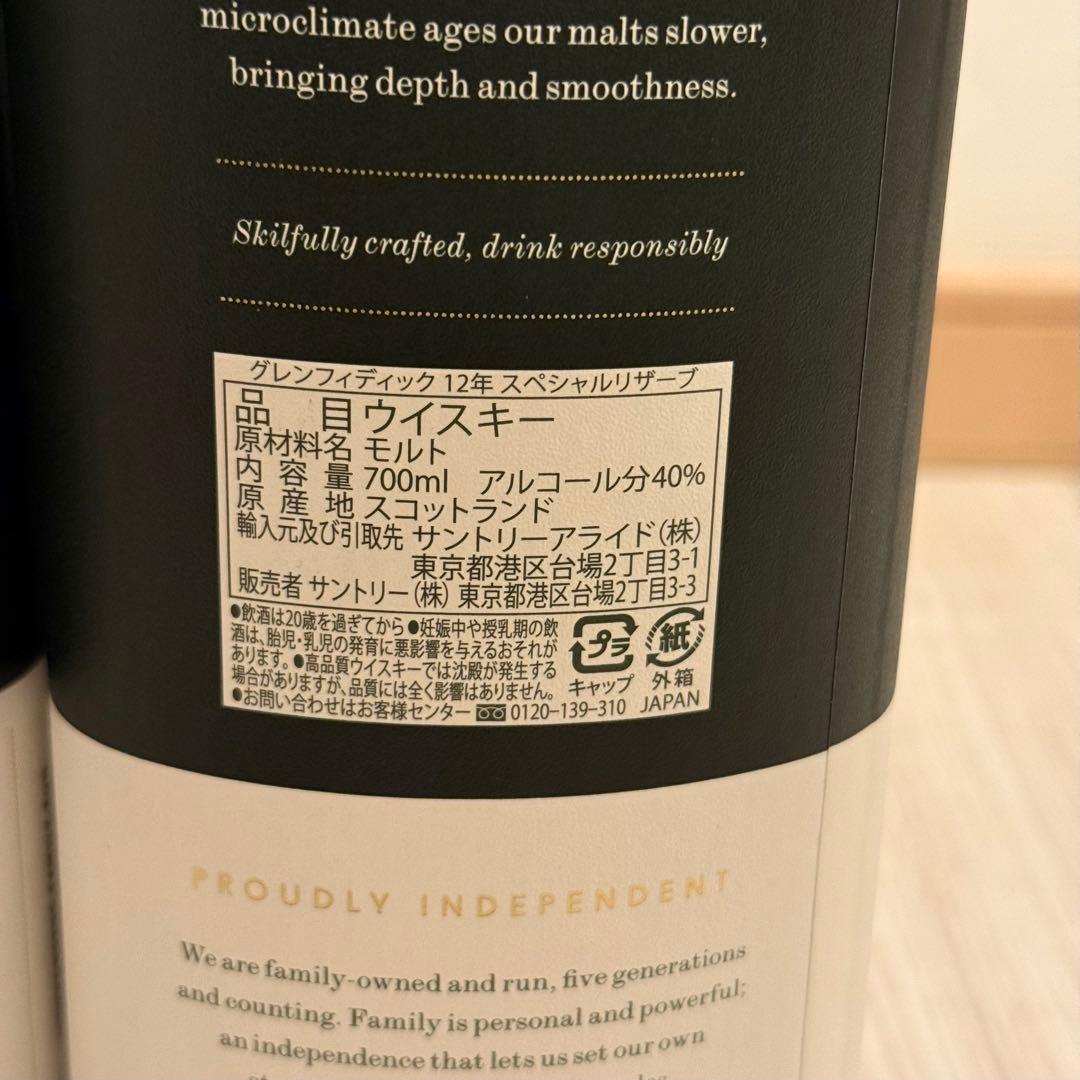 microclimate ages our malts slower,
bringing depth and smoothness.
Skilfully crafted, drink responsibly
グレンフィディック 12年 スペシャルリザーブ
品 目 ウイスキー
原材料名 モルト
内容量 700ml アルコール分40%
原産地 スコットランド
輸入元及び引取先 サントリーアライド(株)
東京都港区台場2丁目3-1
販売者 サントリー(株) 東京都港区台場2丁目3-3
●飲酒は20歳を過ぎてから●妊娠中や授乳期の飲
酒は、胎児・乳児の発育に悪影響を与えるおそれが
あります。●高品質ウイスキーでは沈殿が発生する
場合がありますが、品質には全く影響はありません。
●お問い合わせはお客様センター 0120-139-310
プラ
キャップ
紙
外箱
JAPAN
PROUDLY INDEPENDENT
We are family-owned and run, five generations
and counting. Family is personal and powerful;
an independence that lets us set our own